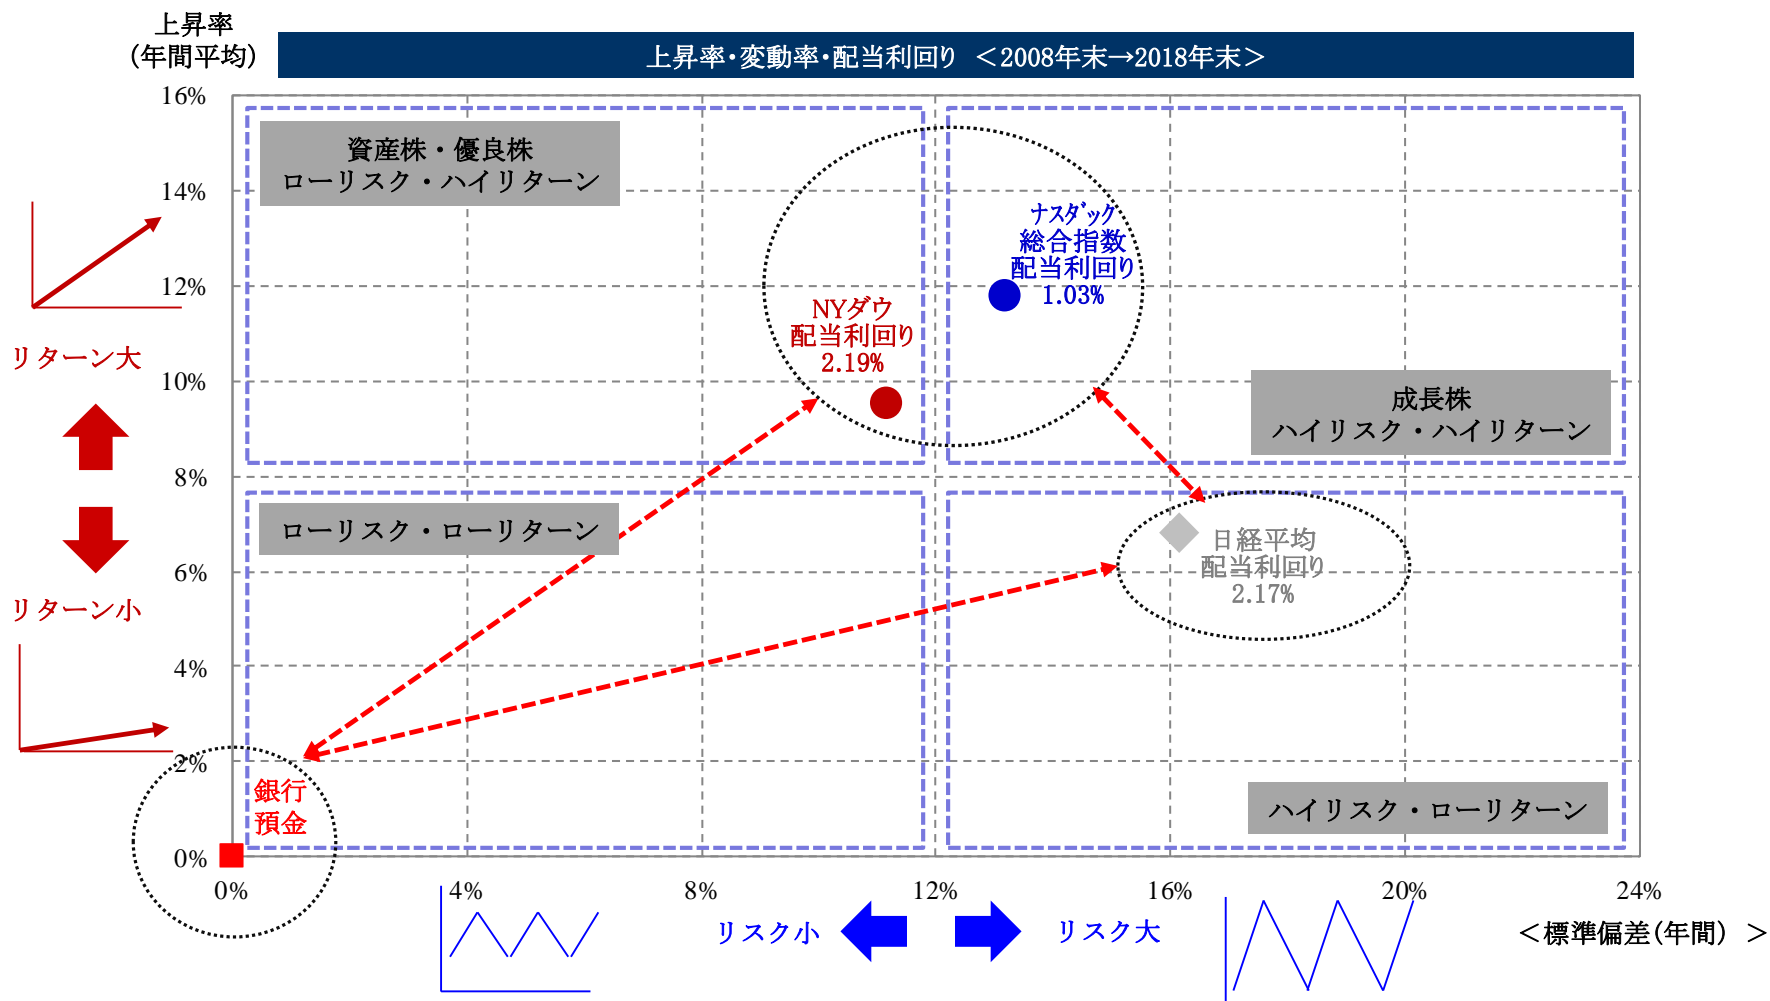 上昇率
(年間平均)
上昇率・変動率・配当利回り ＜2008年末→2018年末＞
16%
14%
12%
10%
8%
6%
4%
2%
0%
資産株・優良株
ローリスク・ハイリターン
ナスダック
総合指数
配当利回り
1.03%
NYダウ
配当利回り
2.19%
成長株
ハイリスク・ハイリターン
リターン大
リターン小
ローリスク・ローリターン
日経平均
配当利回り
2.17%
銀行
預金
ハイリスク・ローリターン
0%
4%
8%
12%
16%
20%
24%
リスク小
リスク大
＜標準偏差(年間) ＞